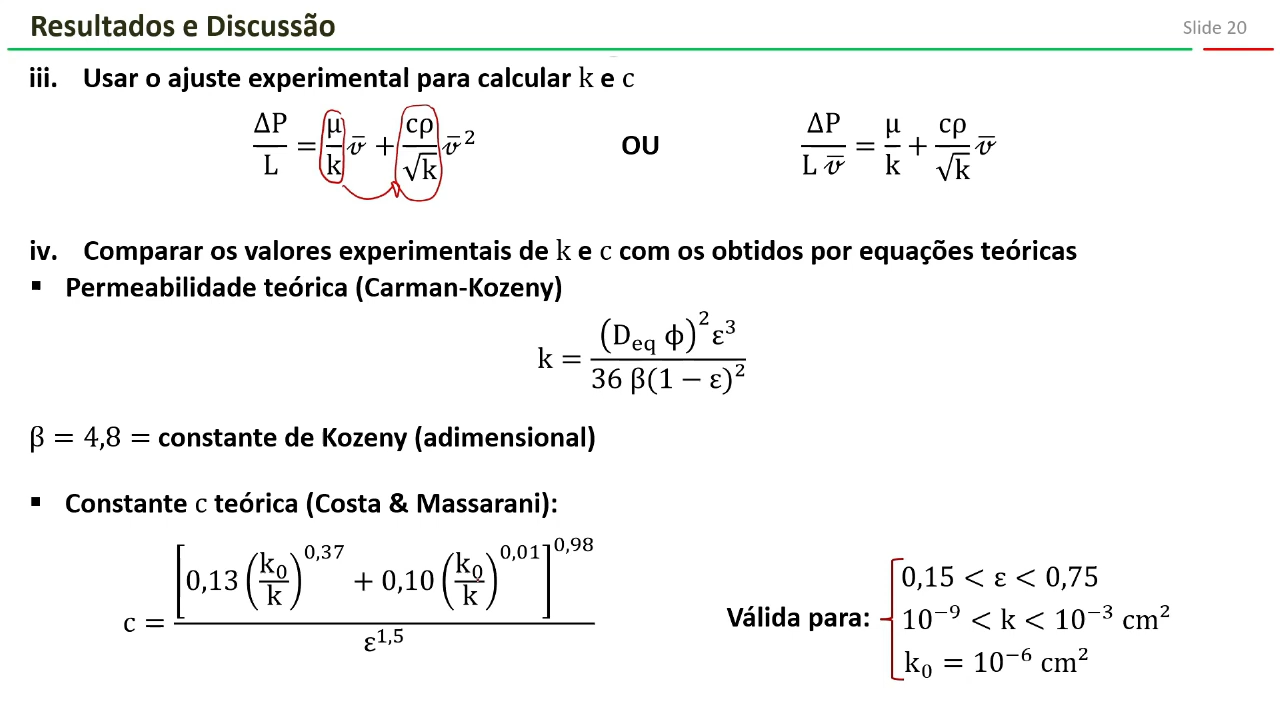 Resultados e Discussão
Slide 20
iii. Usar o ajuste experimental para calcular k e c
ΔP/L = μ/k v̄ + cρ/√k v̄² OU ΔP/(L v̄) = μ/k + cρ/√k v̄
iv. Comparar os valores experimentais de k e c com os obtidos por equações teóricas
▪ Permeabilidade teórica (Carman-Kozeny)
k = (D_eq ϕ)² ε³ / 36 β(1 − ε)²
β = 4,8 = constante de Kozeny (adimensional)
▪ Constante c teórica (Costa & Massarani):
c = [0,13 (k₀/k)^0,37 + 0,10 (k₀/k)^0,01]^0,98 / ε^1,5
Válida para:
0,15 < ε < 0,75
10⁻⁹ < k < 10⁻³ cm²
k₀ = 10⁻⁶ cm²